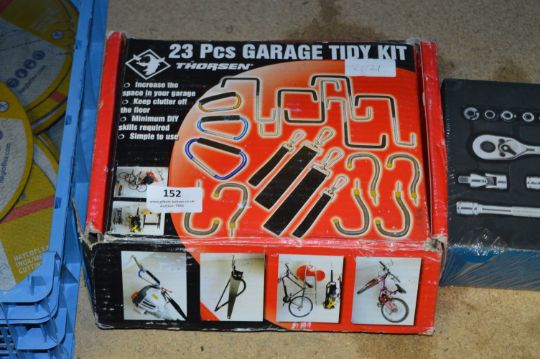 23 Pcs GARAGE TIDY KIT
THORSEN
Increase the
space in your garage
Keep clutter off
the floor
Minimum DIY
skills required
Simple to use
152